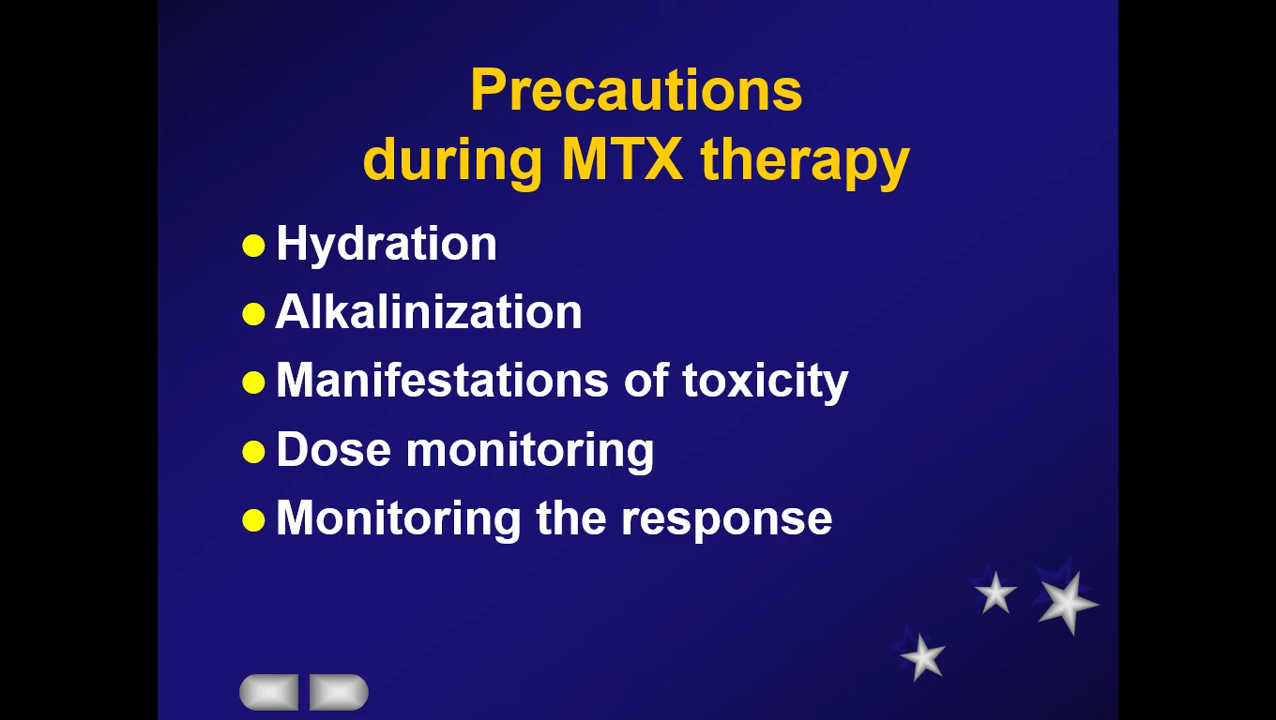 Precautions
during MTX therapy
Hydration
Alkalinization
Manifestations of toxicity
Dose monitoring
Monitoring the response